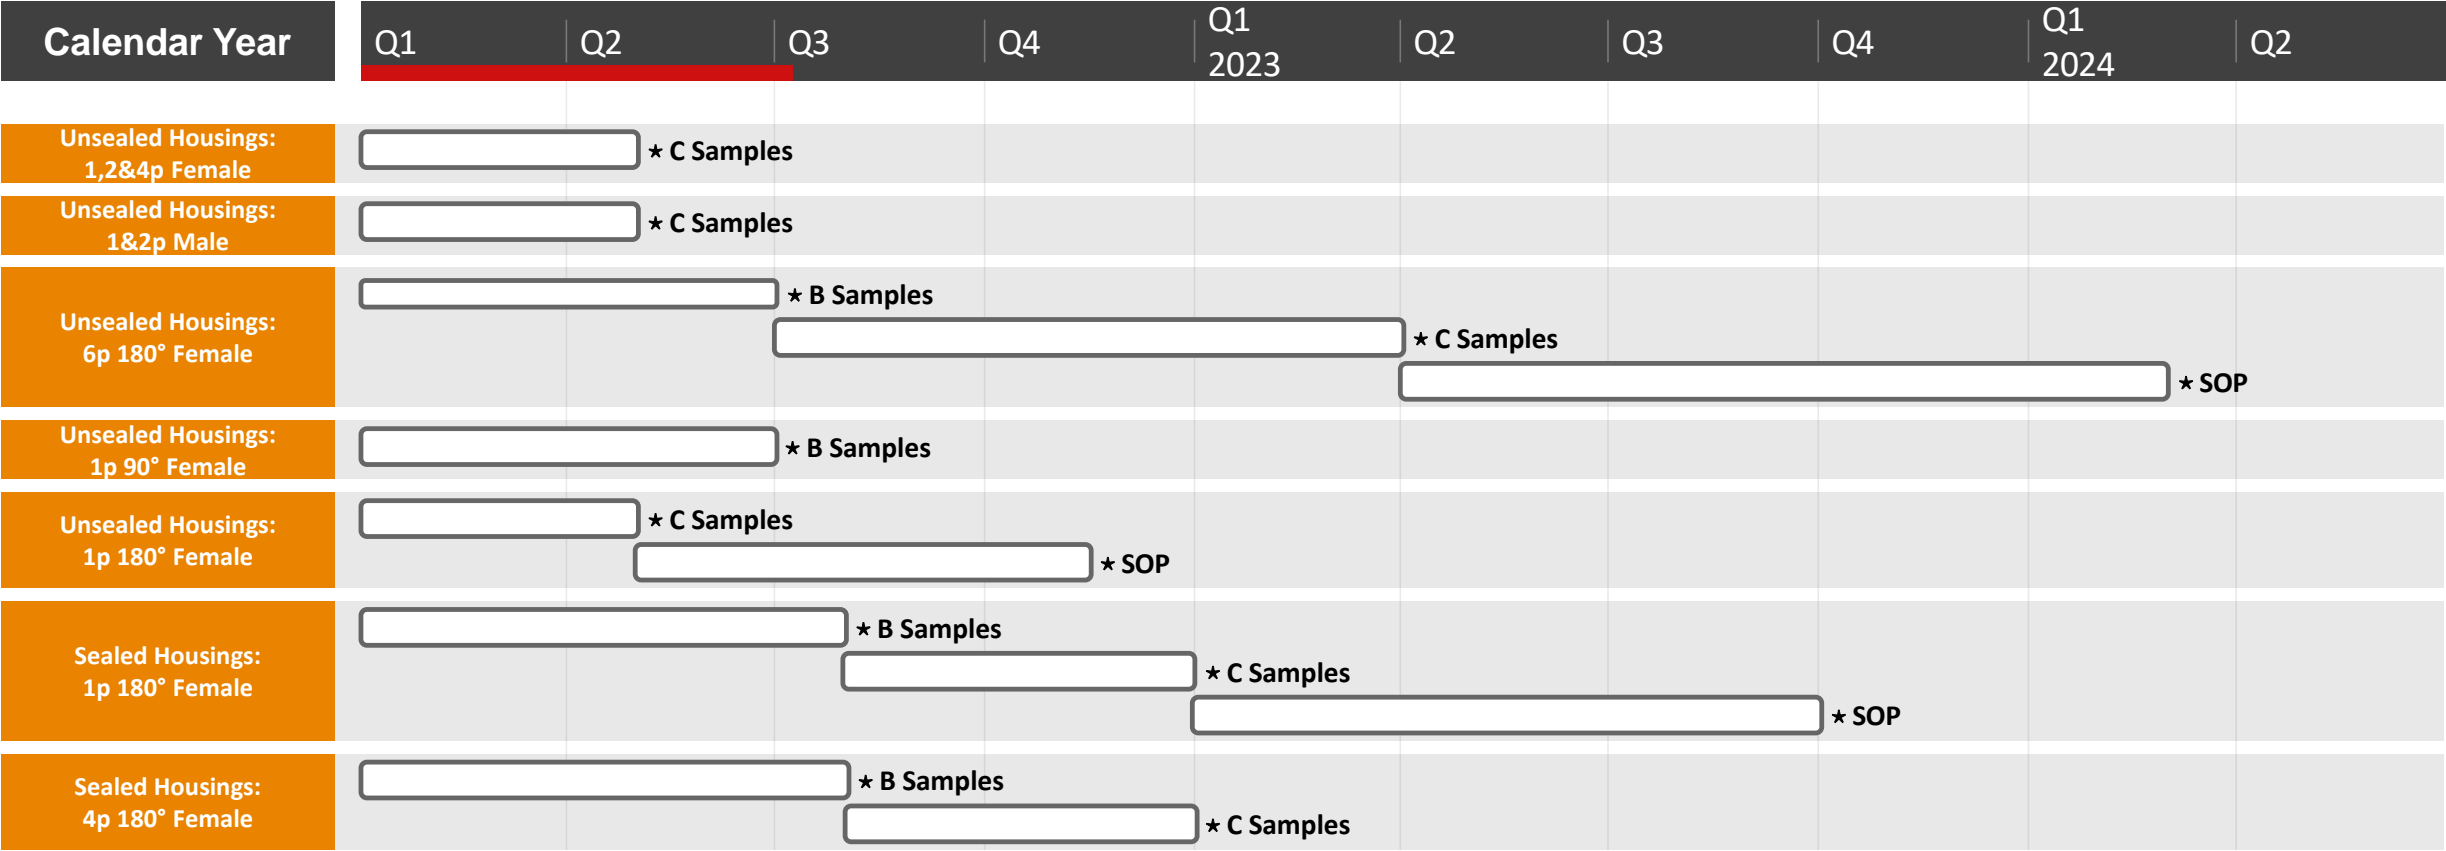 Calendar Year
Q1
Q2
Q3
Q4
Q1
2023
Q2
Q3
Q4
Q1
2024
Q2
Unsealed Housings:
1,2&4p Female
★ C Samples
Unsealed Housings:
1&2p Male
★ C Samples
Unsealed Housings:
6p 180° Female
★ B Samples
★ C Samples
★ SOP
Unsealed Housings:
1p 90° Female
★ B Samples
Unsealed Housings:
1p 180° Female
★ C Samples
★ SOP
Sealed Housings:
1p 180° Female
★ B Samples
★ C Samples
★ SOP
Sealed Housings:
4p 180° Female
★ B Samples
★ C Samples